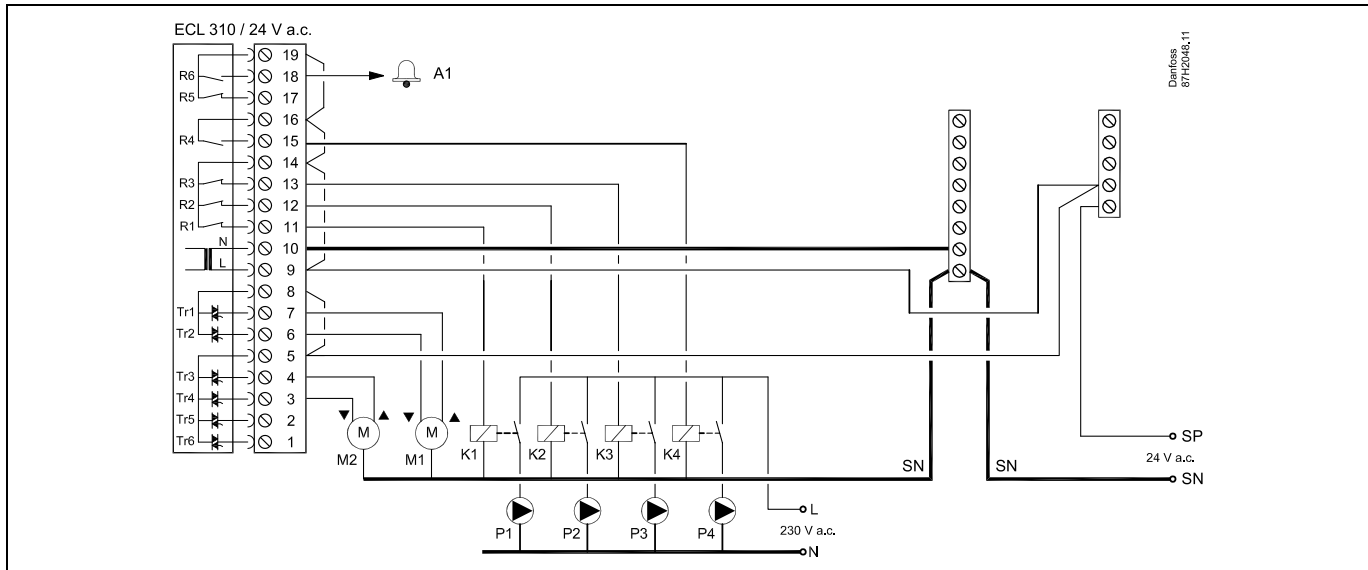 ECL 310 / 24 V a.c.
Danfoss
87H2048.11
19
R6 18 A1
R5 17
16
R4 15
14
R3 13
R2 12
R1 11
N 10
L 9
8
Tr1 7
Tr2 6
5
Tr3 4
Tr4 3
Tr5 2
Tr6 1
M M
M2 M1 K1 K2 K3 K4
SP
24 V a.c.
SN SN SN
P1 P2 P3 P4
L
230 V a.c.
N